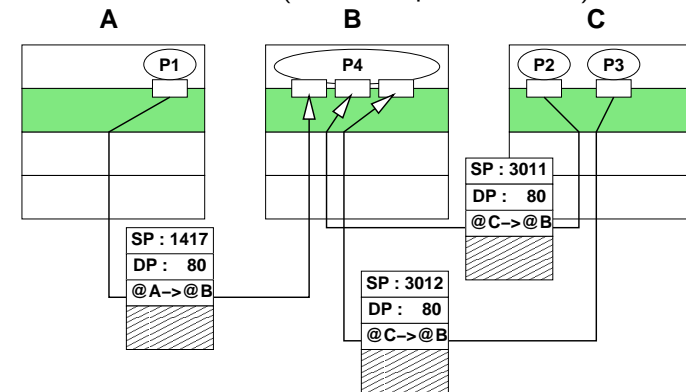 A B C
P1 P4 P2 P3
SP : 3011
DP : 80
@C->@B
SP : 1417
DP : 80
@A->@B
SP : 3012
DP : 80
@C->@B